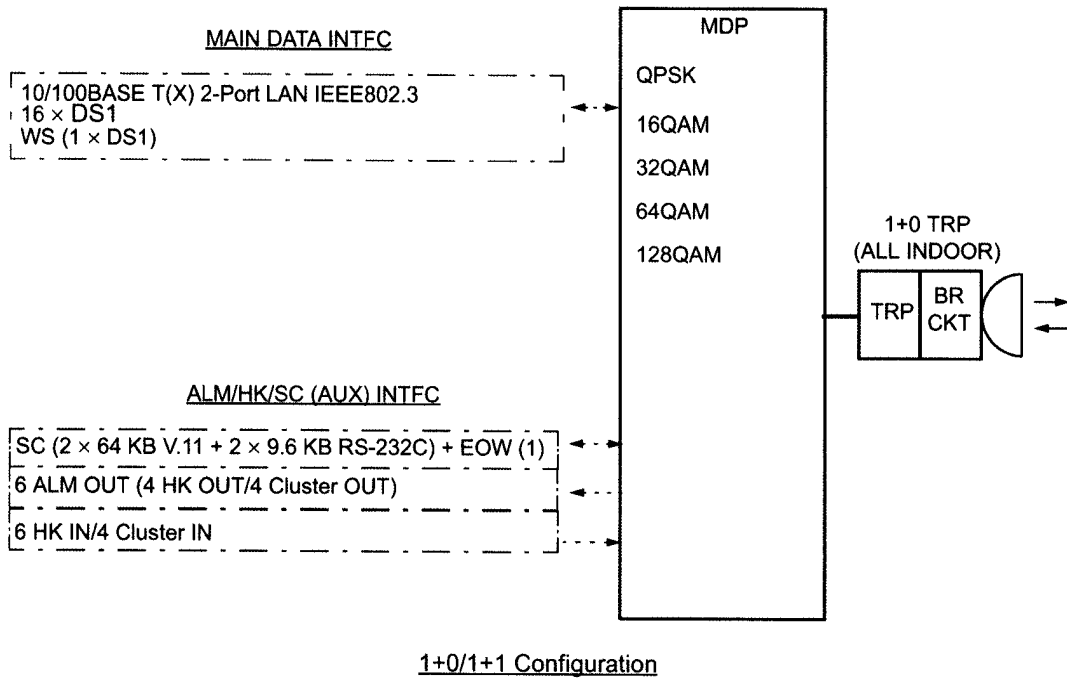 MAIN DATA INTFC
10/100BASE T(X) 2-Port LAN IEEE802.3
16 × DS1
WS (1 × DS1)
MDP
QPSK
16QAM
32QAM
64QAM
128QAM
1+0 TRP
(ALL INDOOR)
TRP
BR
CKT
ALM/HK/SC (AUX) INTFC
SC (2 × 64 KB V.11 + 2 × 9.6 KB RS-232C) + EOW (1)
6 ALM OUT (4 HK OUT/4 Cluster OUT)
6 HK IN/4 Cluster IN
1+0/1+1 Configuration